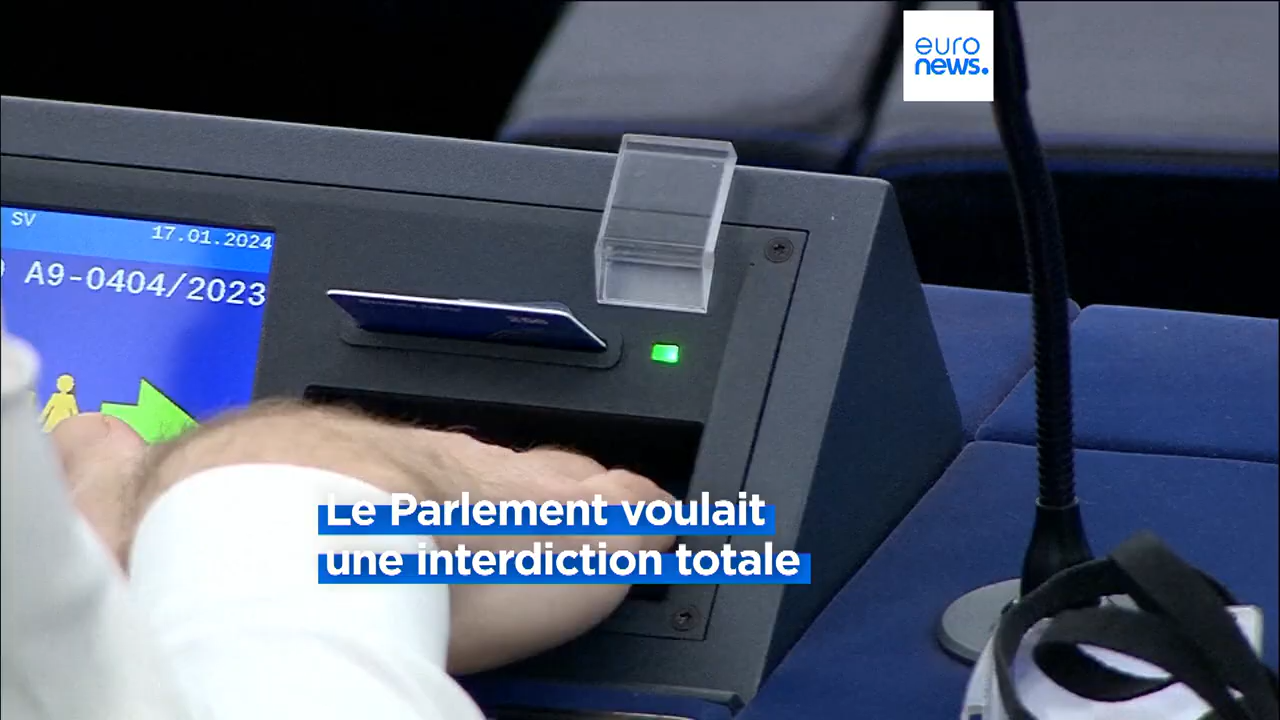 euro
news.
SV
17.01.2024
A9-0404/2023
Le Parlement voulait
une interdiction totale